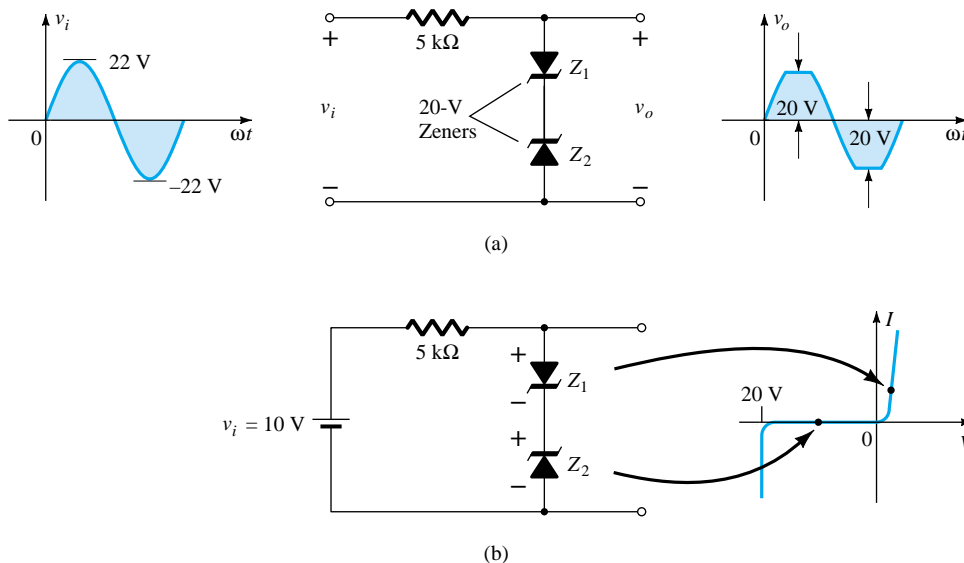 v_i
22 V
0
ωt
–22 V
+
5 kΩ
+
Z_1
v_i
20-V
Zeners
v_o
Z_2
–
–
v_o
20 V
0
20 V
ωt
(a)
5 kΩ
+
Z_1
–
v_i = 10 V
+
Z_2
–
I
20 V
0
(b)